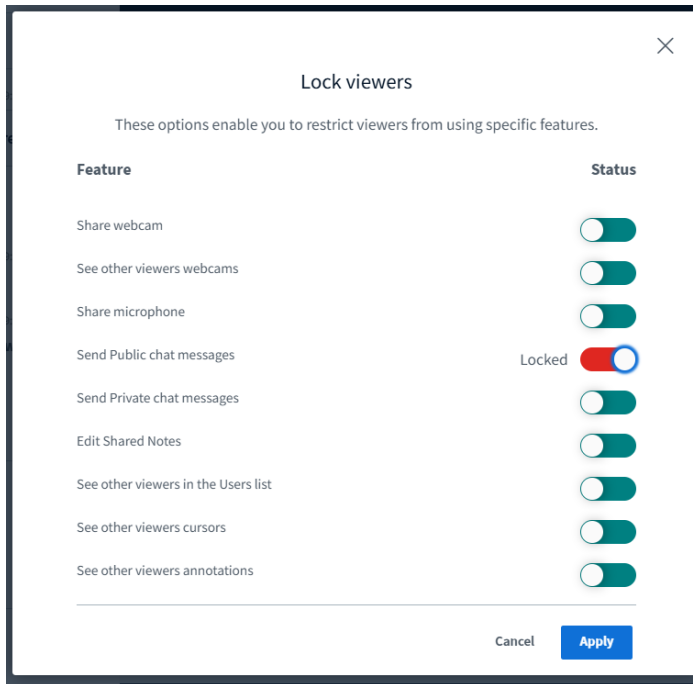 Lock viewers
These options enable you to restrict viewers from using specific features.
Feature Status
Share webcam
See other viewers webcams
Share microphone
Send Public chat messages Locked
Send Private chat messages
Edit Shared Notes
See other viewers in the Users list
See other viewers cursors
See other viewers annotations
Cancel Apply